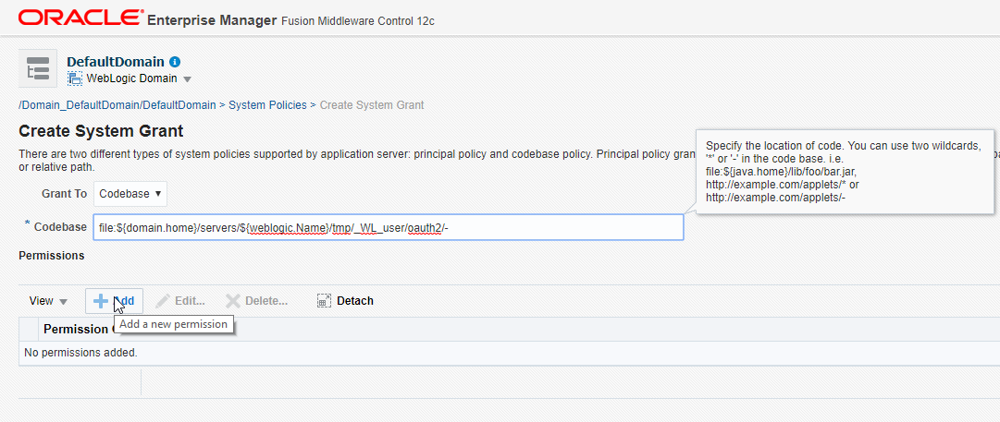 ORACLE® Enterprise Manager Fusion Middleware Control 12c
DefaultDomain
WebLogic Domain
/Domain_DefaultDomain/DefaultDomain > System Policies > Create System Grant
Create System Grant
There are two different types of system policies supported by application server: principal policy and codebase policy. Principal policy gran
or relative path.
Specify the location of code. You can use two wildcards,
'*' or '-' in the code base. i.e.
file:${java.home}/lib/foo/bar.jar,
http://example.com/applets/* or
http://example.com/applets/-
Grant To Codebase
* Codebase file:${domain.home}/servers/${weblogic.Name}/tmp/_WL_user/oauth2/-
Permissions
View Add Edit... Delete... Detach
Add a new permission
Permission
No permissions added.